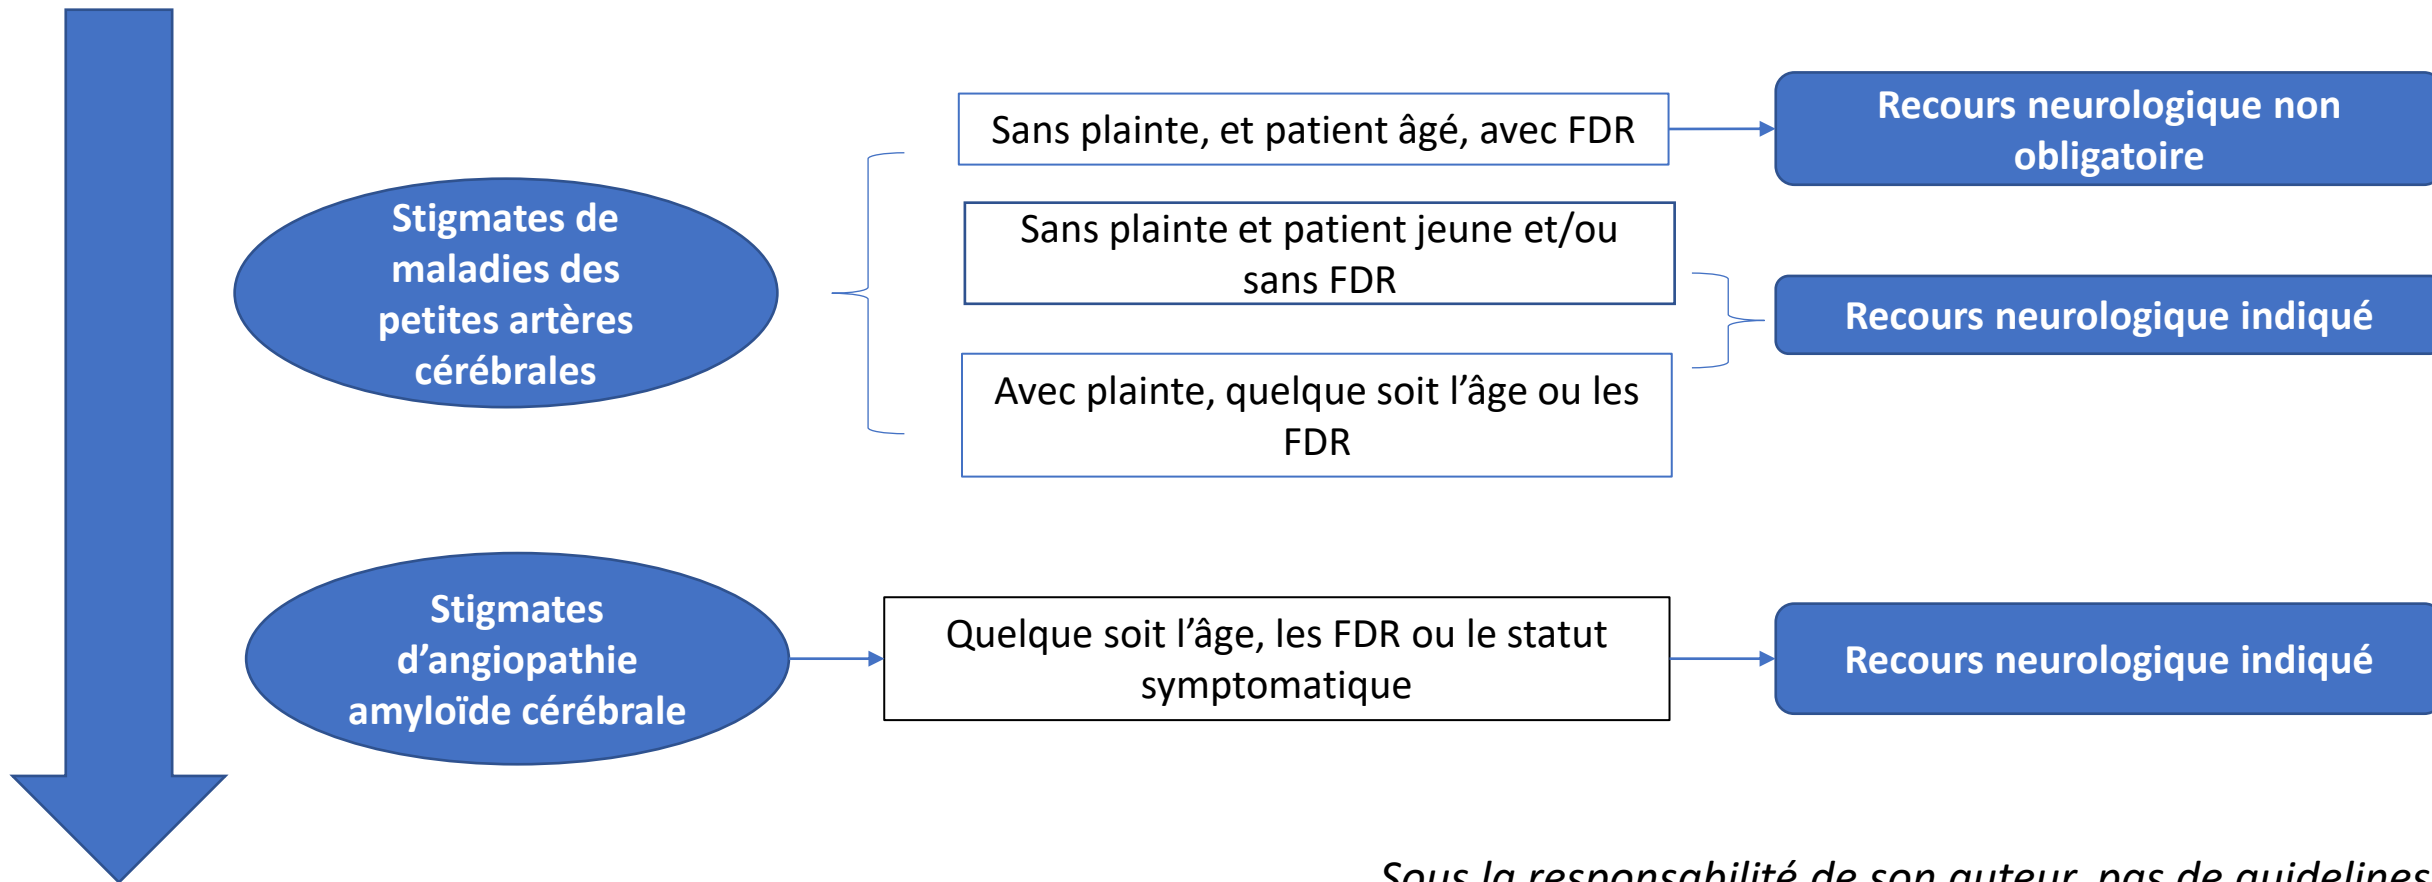 Sans plainte, et patient âgé, avec FDR
Recours neurologique non
obligatoire
Stigmates de
maladies des
petites artères
cérébrales
Sans plainte et patient jeune et/ou
sans FDR
Recours neurologique indiqué
Avec plainte, quelque soit l’âge ou les
FDR
Stigmates
d’angiopathie
amyloïde cérébrale
Quelque soit l’âge, les FDR ou le statut
symptomatique
Recours neurologique indiqué
Sous la responsabilité de son auteur, pas de guidelines